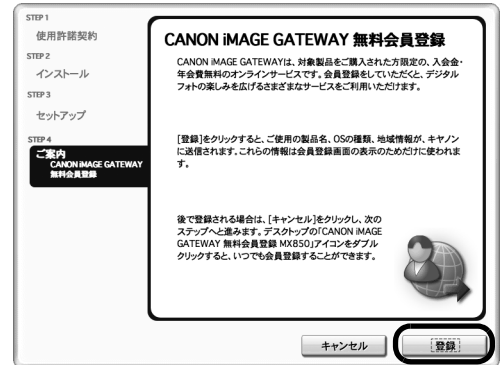 STEP 1
使用許諾契約
STEP 2
インストール
STEP 3
セットアップ
STEP 4
ご案内
CANON iMAGE GATEWAY
無料会員登録
CANON iMAGE GATEWAY 無料会員登録
CANON iMAGE GATEWAYは、対象製品をご購入された方限定の、入会金・
年会費無料のオンラインサービスです。会員登録をしていただくと、デジタル
フォトの楽しみを広げるさまざまなサービスをご利用いただけます。
[登録]をクリックすると、ご使用の製品名、OSの種類、地域情報が、キヤノン
に送信されます。これらの情報は会員登録画面の表示のためだけに使われま
す。
後で登録される場合は、[キャンセル]をクリックし、次の
ステップへと進みます。デスクトップの「CANON iMAGE
GATEWAY 無料会員登録 MX850」アイコンをダブル
クリックすると、いつでも会員登録することができます。
キャンセル
登録